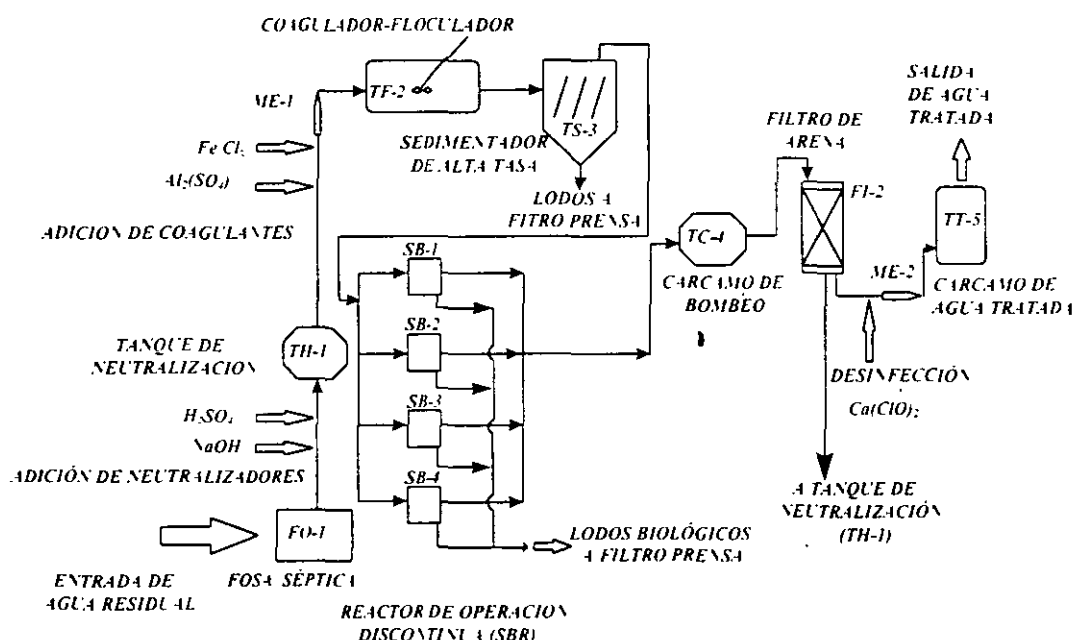 COAGULADOR-FLOCULADOR
ME-1
TF-2
TS-3
SEDIMENTADOR
DE ALTA TASA
LODOS A
FITRO PRENSA
Fe Cl3
Al2(SO4)
ADICION DE COAGULANTES
TANQUE DE
NEUTRALIZACION
TH-1
H2SO4
NaOH
ADICIÓN DE NEUTRALIZADORES
FO-1
FOSA SÉPTICA
ENTRADA DE
AGUA RESIDUAL
SB-1
SB-2
SB-3
SB-4
REACTOR DE OPERACION
DISCONTINUA (SBR)
LODOS BIOLÓGICOS
A FILTRO PRENSA
TC-4
CARCAMO DE
BOMBEO
FILTRO DE
ARENA
FI-2
ME-2
SALIDA
DE AGUA
TRATADA
TT-5
CARCAMO DE
AGUA TRATADA
DESINFECCIÓN
Ca(ClO)2
A TANQUE DE
NEUTRALIZACIÓN
(TH-1)